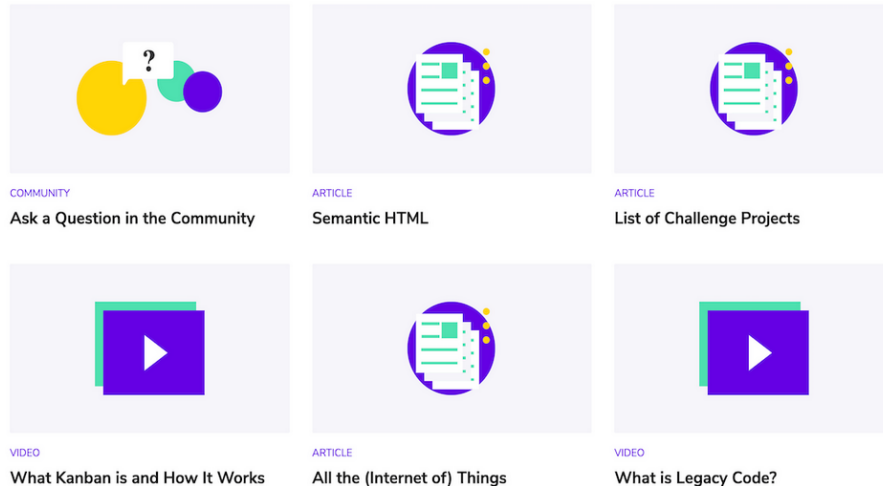 ?
COMMUNITY
Ask a Question in the Community
ARTICLE
Semantic HTML
ARTICLE
List of Challenge Projects
VIDEO
What Kanban is and How It Works
ARTICLE
All the (Internet of) Things
VIDEO
What is Legacy Code?